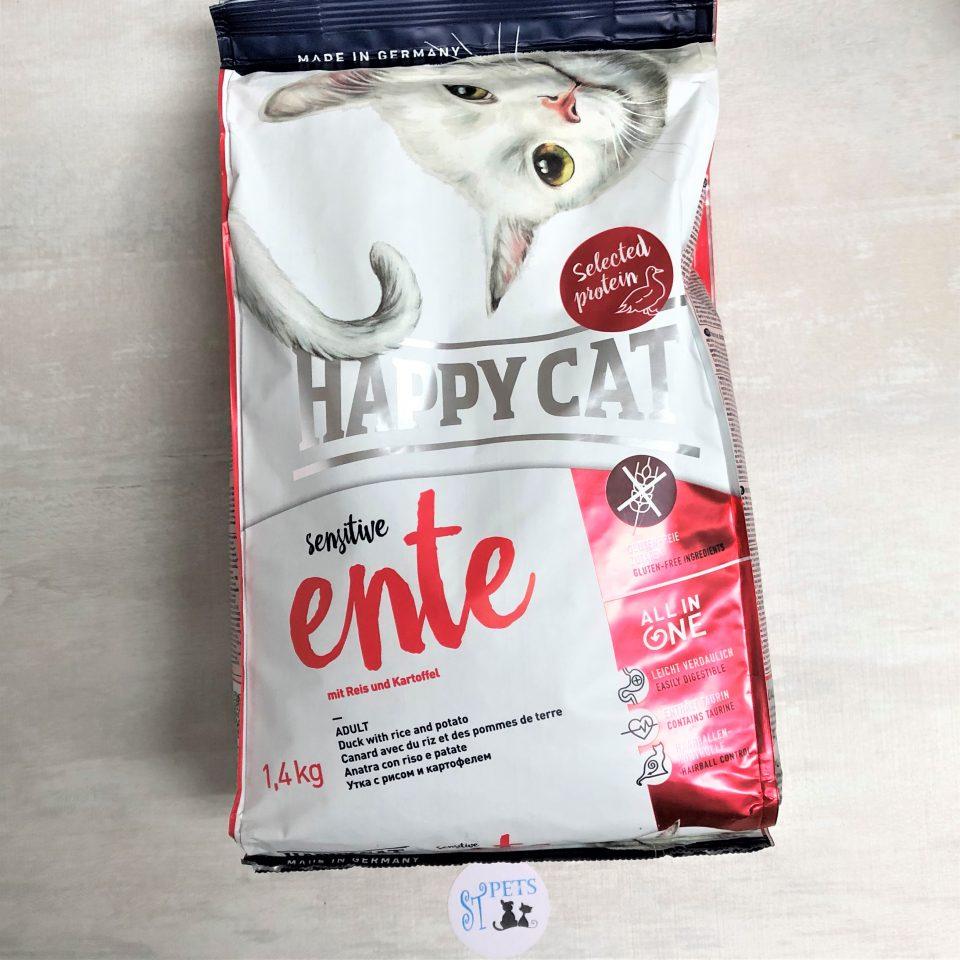 MADE IN GERMANY
Selected
protein
HAPPY CAT
sensitive
ente
mit Reis und Kartoffel
GLUTEN-FREE INGREDIENTS
ALL IN
ONE
LEICHT VERDAULICH
EASILY DIGESTIBLE
CONTAINS TAURINE
HAIRBALL CONTROL
ADULT
Duck with rice and potato
Canard avec du riz et des pommes de terre
Anatra con riso e patate
Утка с рисом и картофелем
1,4 kg
sensitive
MADE IN GERMANY
ST PETS